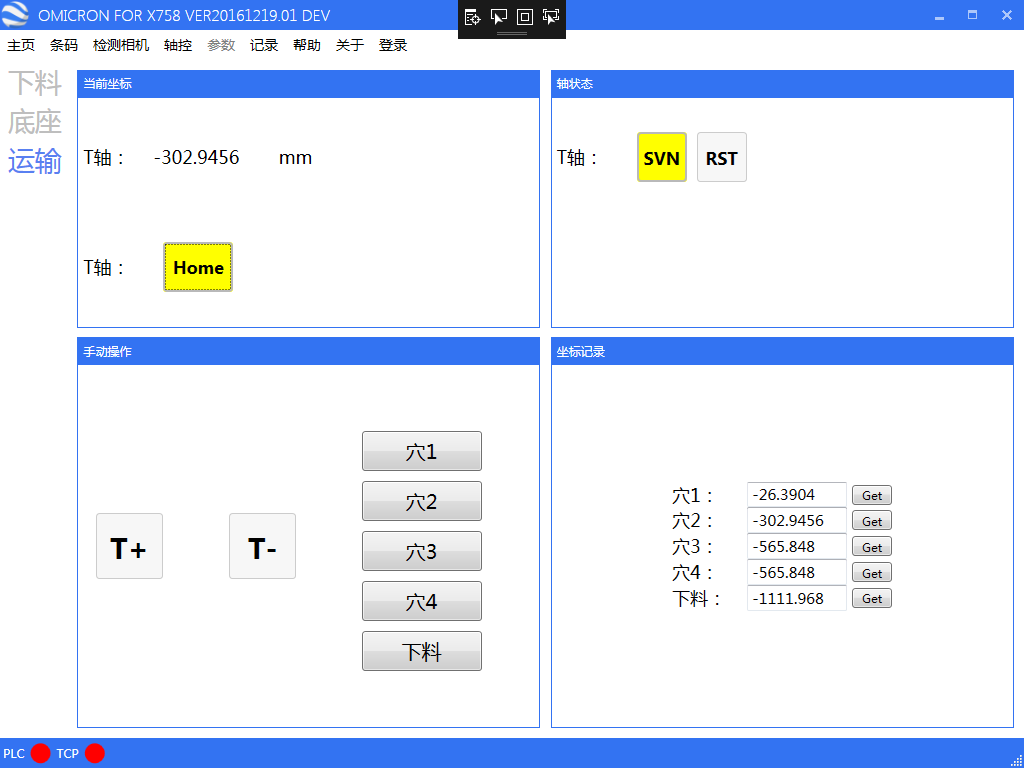 OMICRON FOR X758 VER20161219.01 DEV
主页 条码 检测相机 轴控 参数 记录 帮助 关于 登录
下料
底座
运输
当前坐标
T轴： -302.9456 mm
T轴： Home
轴状态
T轴： SVN RST
手动操作
T+ T-
穴1
穴2
穴3
穴4
下料
坐标记录
穴1： -26.3904 Get
穴2： -302.9456 Get
穴3： -565.848 Get
穴4： -565.848 Get
下料： -1111.968 Get
PLC TCP